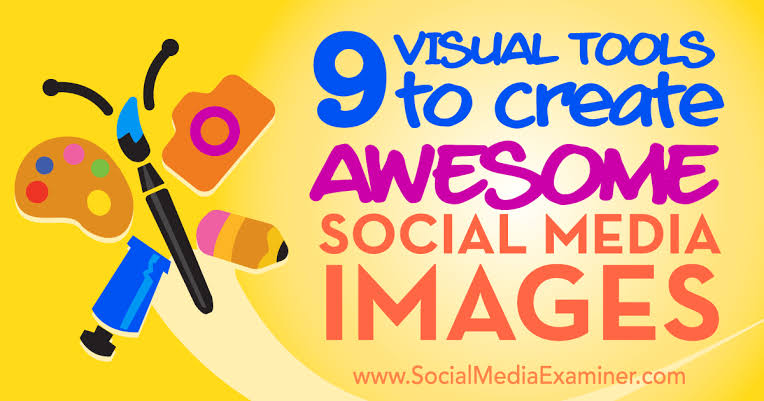 9 VISUAL TOOLS
to create
AWESOME
SOCIAL MEDIA
IMAGES
www.SocialMediaExaminer.com